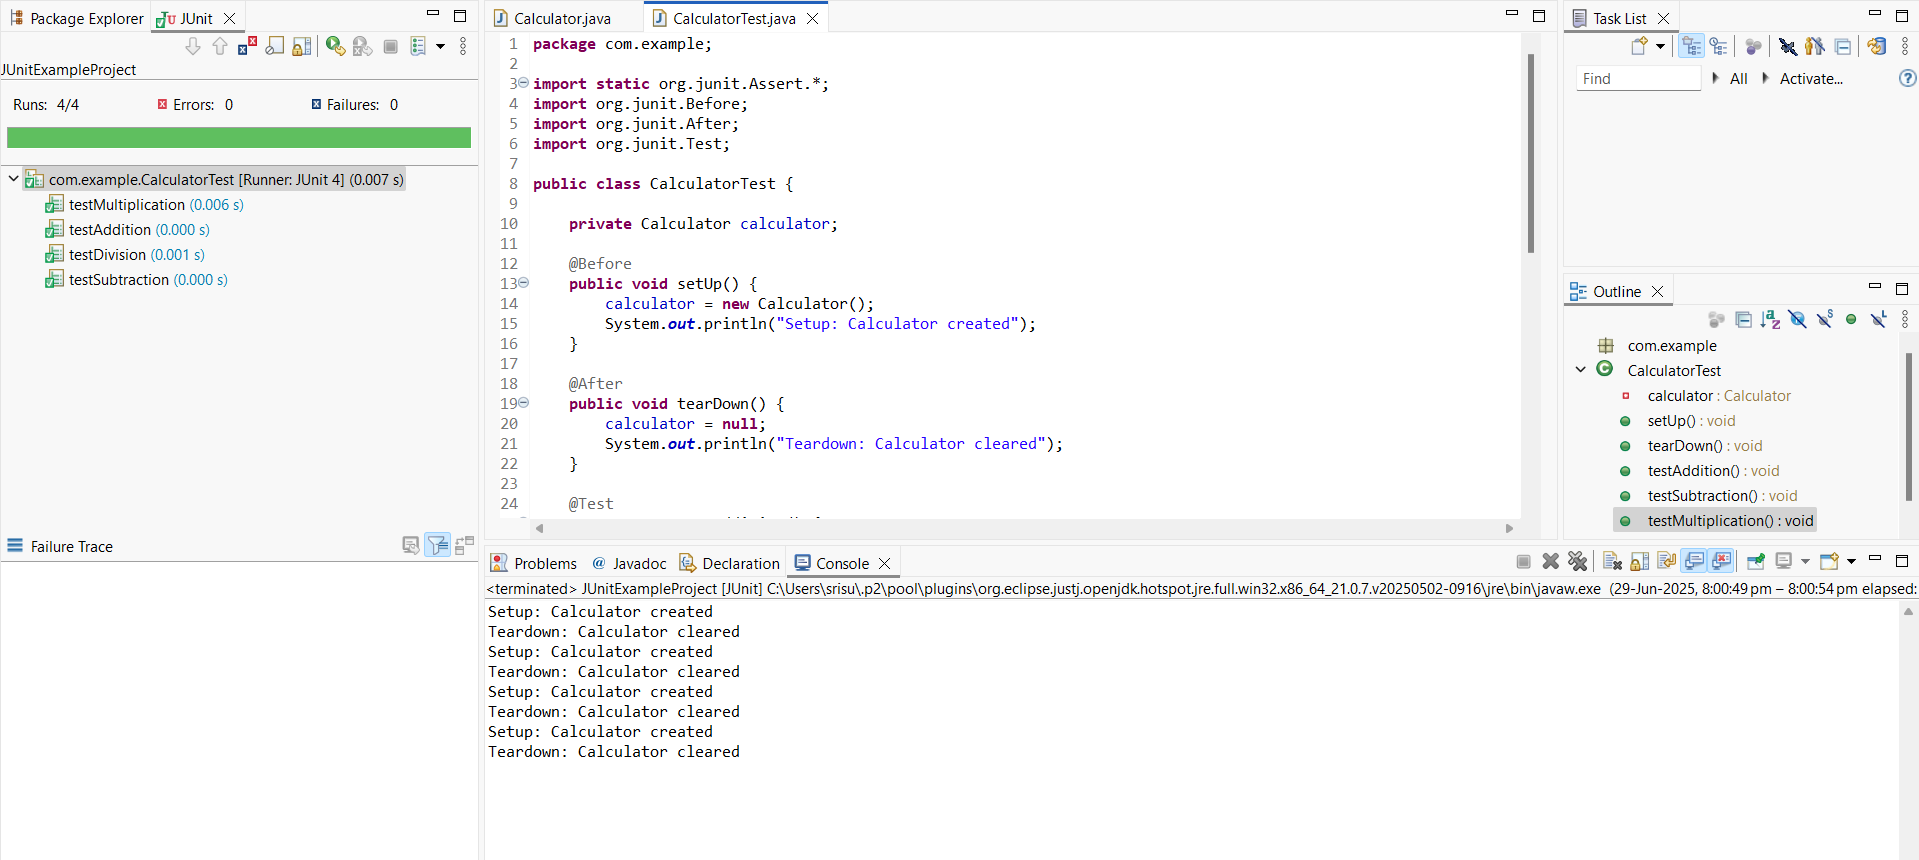 Package Explorer
JUnit
JUnitExampleProject
Runs: 4/4
Errors: 0
Failures: 0
com.example.CalculatorTest [Runner: JUnit 4] (0.007 s)
testMultiplication (0.006 s)
testAddition (0.000 s)
testDivision (0.001 s)
testSubtraction (0.000 s)
Failure Trace
Calculator.java
CalculatorTest.java
1 package com.example;
2
3 import static org.junit.Assert.*;
4 import org.junit.Before;
5 import org.junit.After;
6 import org.junit.Test;
7
8 public class CalculatorTest {
9
10     private Calculator calculator;
11
12     @Before
13     public void setUp() {
14         calculator = new Calculator();
15         System.out.println("Setup: Calculator created");
16     }
17
18     @After
19     public void tearDown() {
20         calculator = null;
21         System.out.println("Teardown: Calculator cleared");
22     }
23
24     @Test
Problems
Javadoc
Declaration
Console
<terminated> JUnitExampleProject [JUnit] C:\Users\srisu\.p2\pool\plugins\org.eclipse.justj.openjdk.hotspot.jre.full.win32.x86_64_21.0.7.v20250502-0916\jre\bin\javaw.exe (29-Jun-2025, 8:00:49 pm – 8:00:54 pm elapsed:
Setup: Calculator created
Teardown: Calculator cleared
Setup: Calculator created
Teardown: Calculator cleared
Setup: Calculator created
Teardown: Calculator cleared
Setup: Calculator created
Teardown: Calculator cleared
Task List
Find
All
Activate...
Outline
com.example
CalculatorTest
calculator : Calculator
setUp() : void
tearDown() : void
testAddition() : void
testSubtraction() : void
testMultiplication() : void